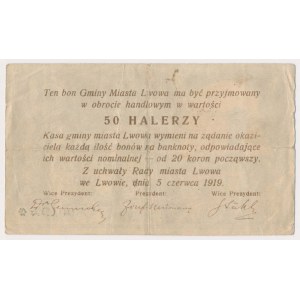 Ten bon Gminy Miasta Lwowa ma być przyjmowany
w obrocie handlowym w wartości
50 HALERZY
Kasa gminy miasta Lwowa wymieni na żądanie okazi-
ciela każdą ilość bonów na banknoty, odpowiadające
ich wartości nominalnej — od 20 koron począwszy.
Z uchwały Rady miasta Lwowa
we Lwowie, dnia 5 czerwca 1919.
Wice Prezydent: Prezydent: Wice Prezydent: